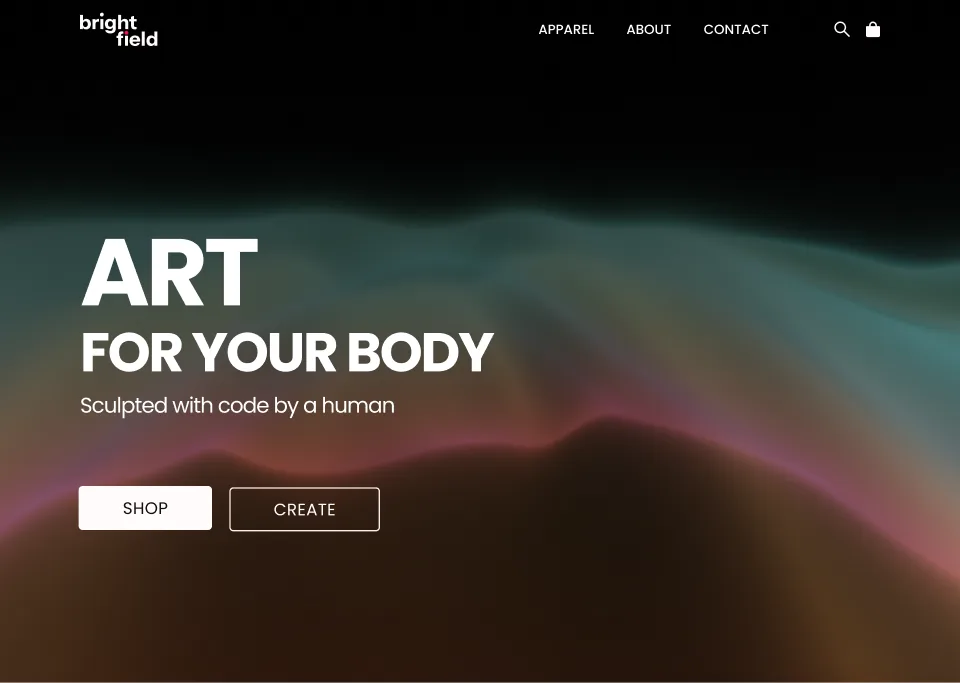 bright
field
APPAREL ABOUT CONTACT
ART
FOR YOUR BODY
Sculpted with code by a human
SHOP CREATE